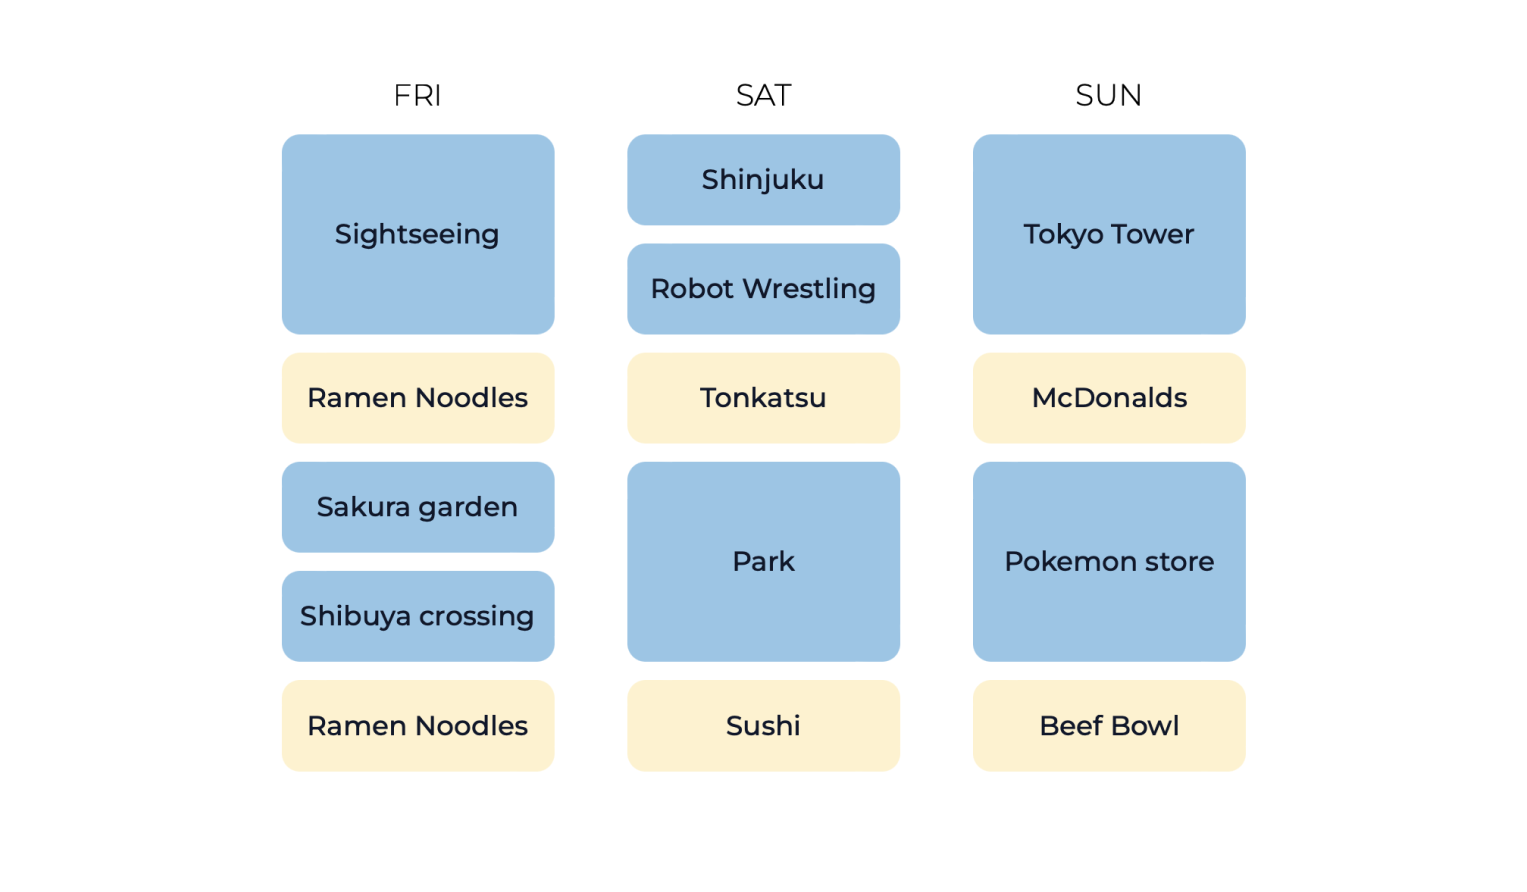 FRI
Sightseeing
Ramen Noodles
Sakura garden
Shibuya crossing
Ramen Noodles
SAT
Shinjuku
Robot Wrestling
Tonkatsu
Park
Sushi
SUN
Tokyo Tower
McDonalds
Pokemon store
Beef Bowl